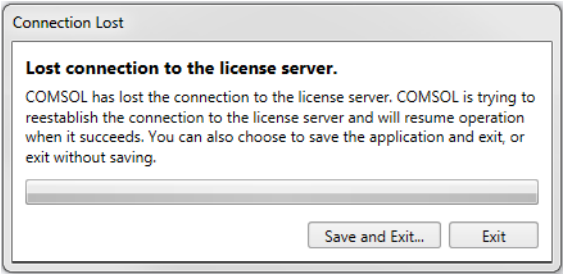 Connection Lost
Lost connection to the license server.
COMSOL has lost the connection to the license server. COMSOL is trying to
reestablish the connection to the license server and will resume operation
when it succeeds. You can also choose to save the application and exit, or
exit without saving.
Save and Exit... Exit